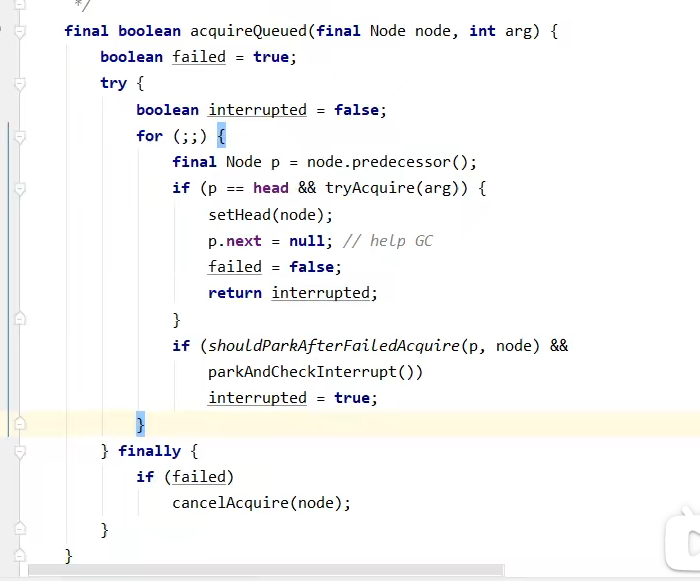 */
final boolean acquireQueued(final Node node, int arg) {
    boolean failed = true;
    try {
        boolean interrupted = false;
        for (;;) {
            final Node p = node.predecessor();
            if (p == head && tryAcquire(arg)) {
                setHead(node);
                p.next = null; // help GC
                failed = false;
                return interrupted;
            }
            if (shouldParkAfterFailedAcquire(p, node) &&
                parkAndCheckInterrupt())
                interrupted = true;
        }
    } finally {
        if (failed)
            cancelAcquire(node);
    }
}